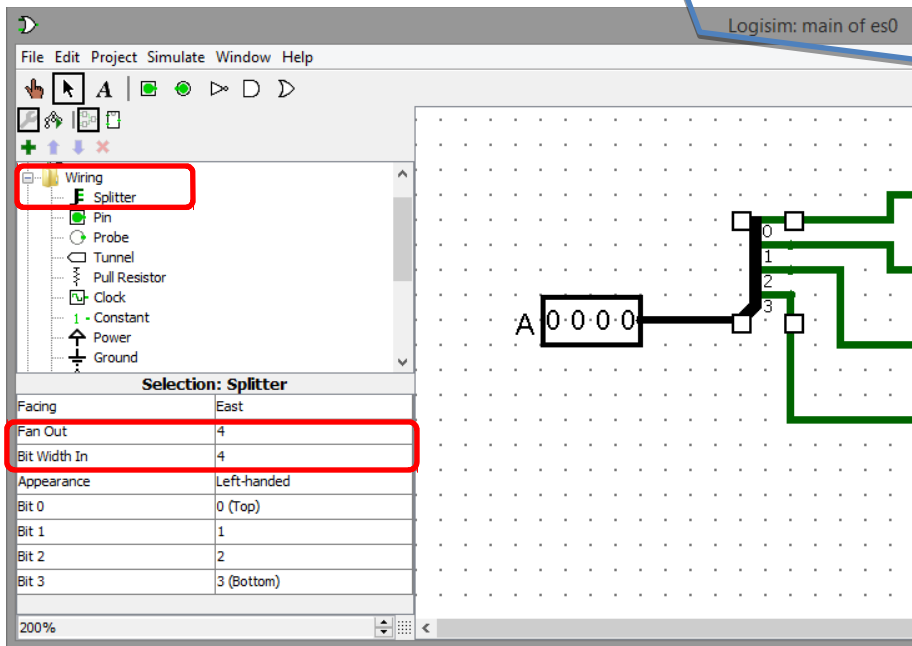 Logisim: main of es0
File Edit Project Simulate Window Help
A
Wiring
Splitter
Pin
Probe
Tunnel
Pull Resistor
Clock
1 - Constant
Power
Ground
Selection: Splitter
Facing East
Fan Out 4
Bit Width In 4
Appearance Left-handed
Bit 0 0 (Top)
Bit 1 1
Bit 2 2
Bit 3 3 (Bottom)
200%
0
1
2
3
A 0 0 0 0